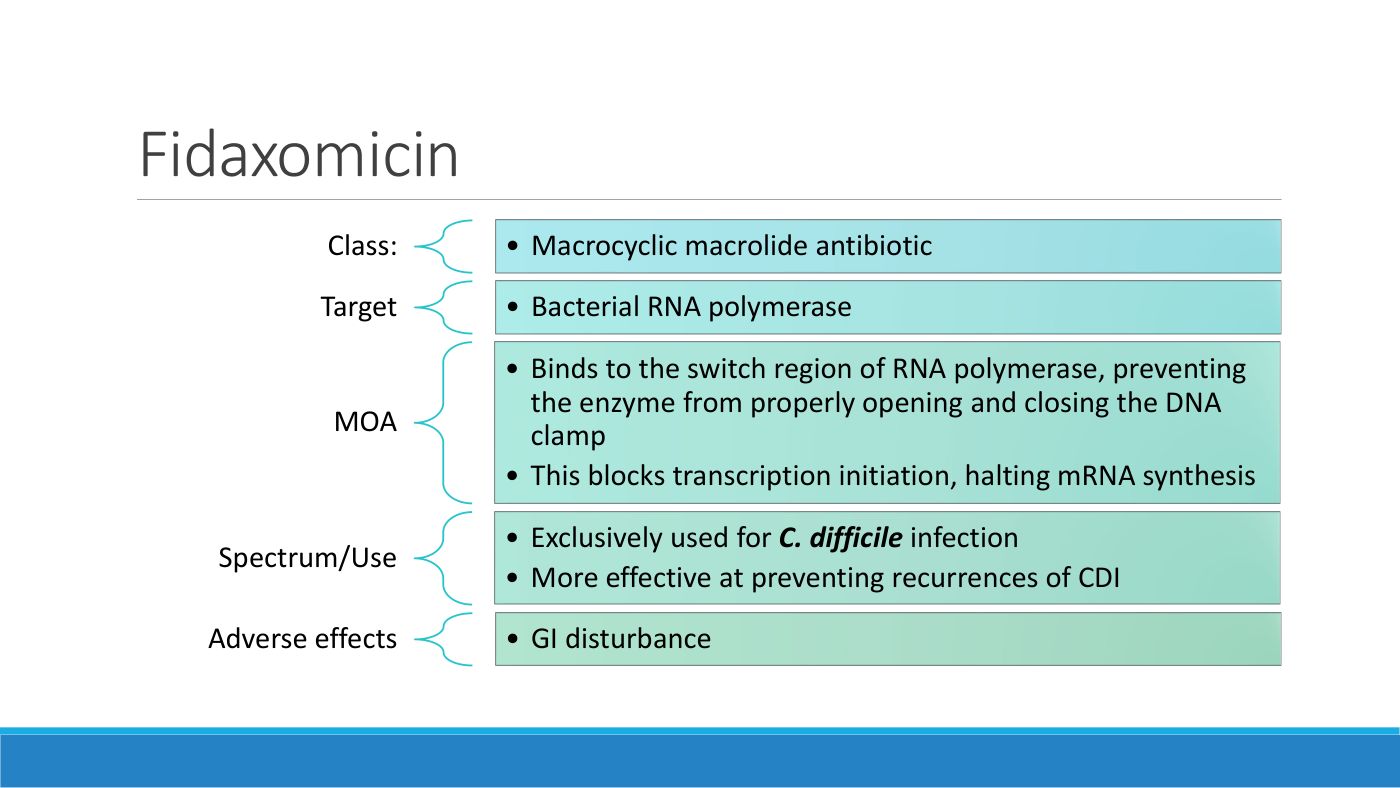 Fidaxomicin
Class:
• Macrocyclic macrolide antibiotic
Target
• Bacterial RNA polymerase
MOA
• Binds to the switch region of RNA polymerase, preventing
the enzyme from properly opening and closing the DNA
clamp
• This blocks transcription initiation, halting mRNA synthesis
Spectrum/Use
• Exclusively used for C. difficile infection
• More effective at preventing recurrences of CDI
Adverse effects
• GI disturbance